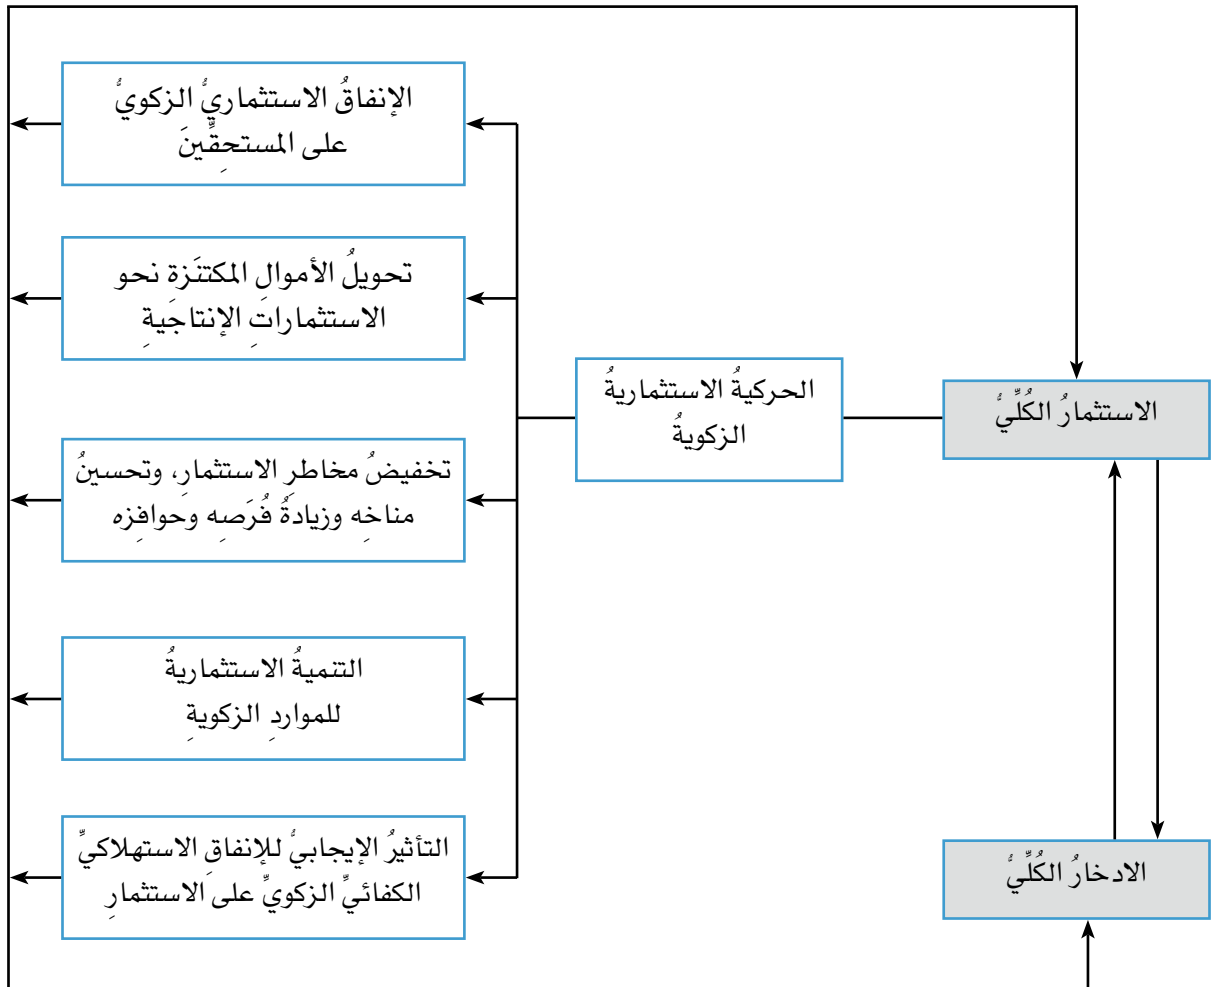 الإنفاقُ الاستثماريُّ الزكويُّ
على المستحِقِّينَ
تحويلُ الأموالِ المكتنَزة نحو
الاستثماراتِ الإنتاجَيةِ
الحركيةُ الاستثماريةُ
الزكويةُ
الاستثمارُ الكُلِّيُّ
تخفيضُ مخاطرِ الاستثمارِ، وتحسينُ
مناخِه وزيادةُ فُرَصِه وحوافِزه
التنميةُ الاستثماريةُ
للمواردِ الزكويةِ
التأثيرُ الإيجابيُّ للإنفاقِ الاستهلاكيِّ
الكفائيِّ الزكويِّ على الاستثمارِ
الادخارُ الكُلِّيُّ